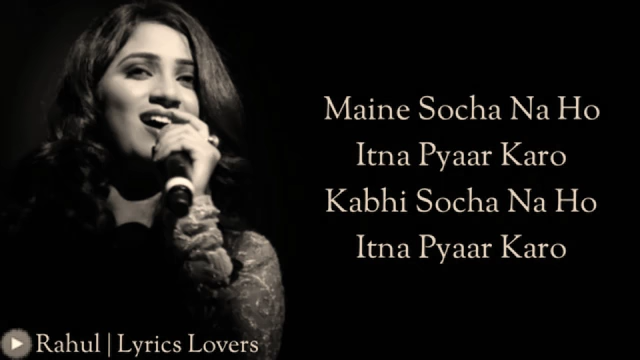 Maine Socha Na Ho
Itna Pyaar Karo
Kabhi Socha Na Ho
Itna Pyaar Karo
Rahul | Lyrics Lovers